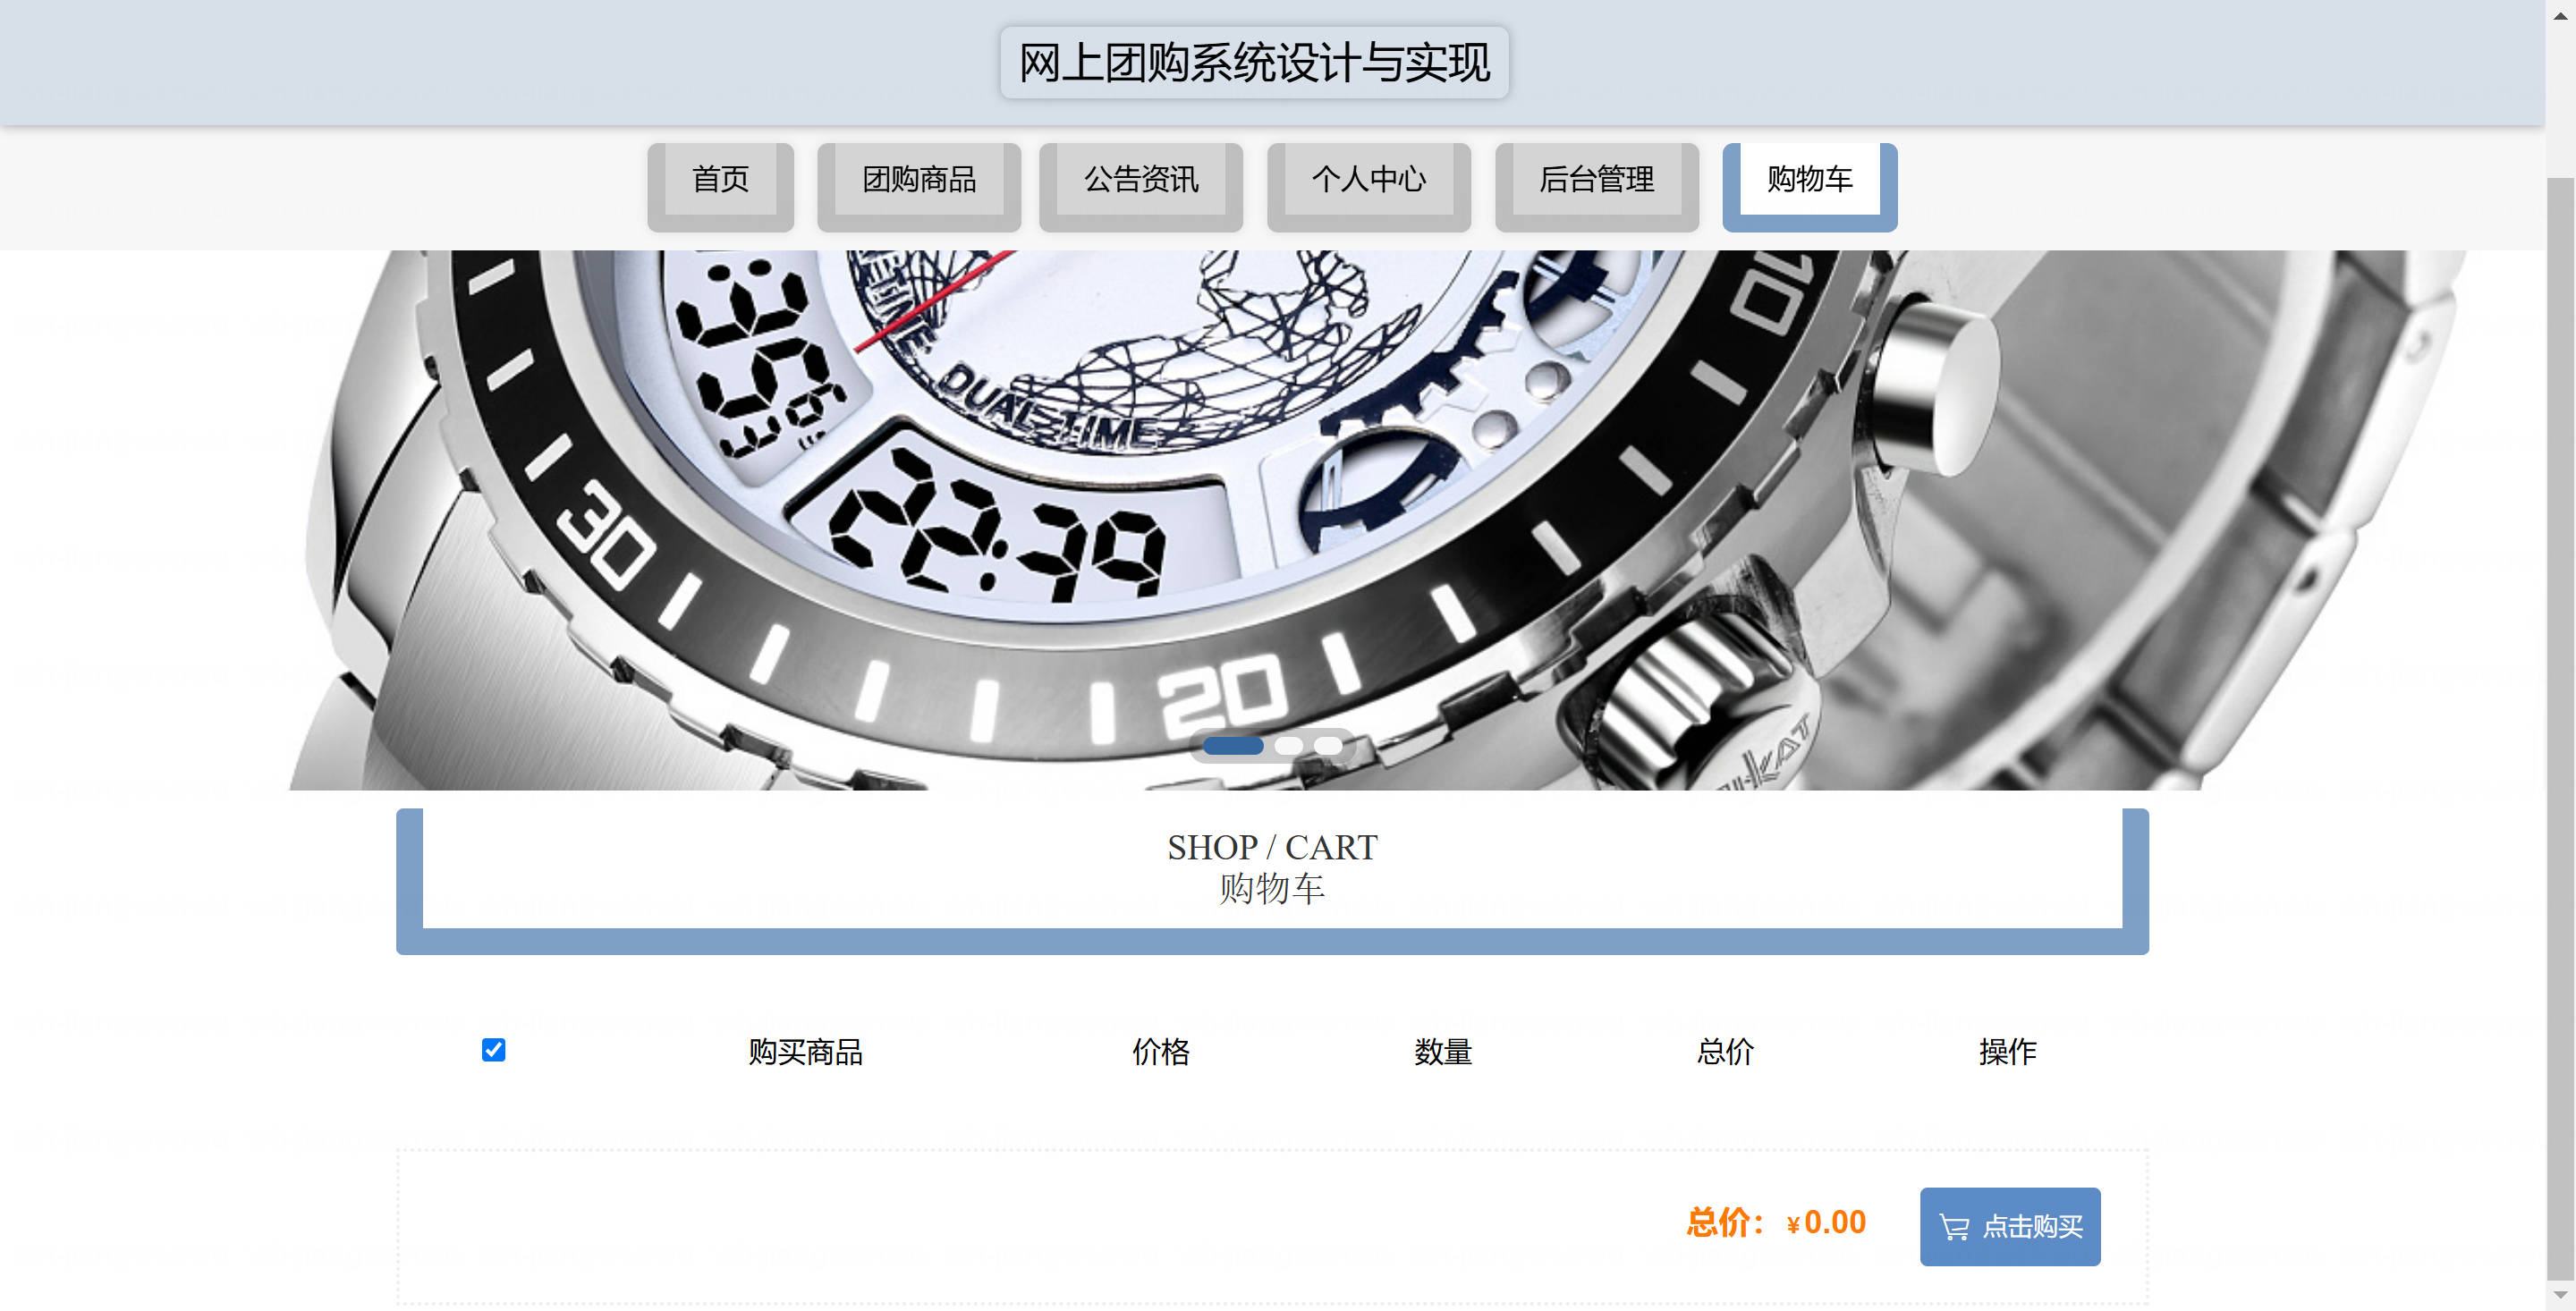 网上团购系统设计与实现
首页 团购商品 公告资讯 个人中心 后台管理 购物车
10
DUAL TIME
22:39
30
20
SHOP / CART
购物车
购买商品 价格 数量 总价 操作
总价：￥0.00 点击购买